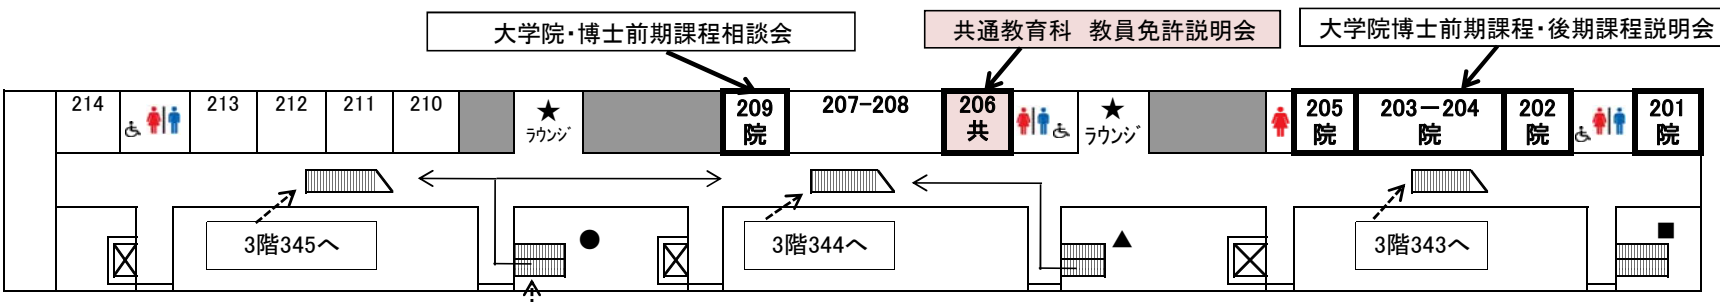 大学院・博士前期課程相談会
共通教育科　教員免許説明会
大学院博士前期課程・後期課程説明会
214
213
212
211
210
★
ラウンジ
209
院
207-208
206
共
★
ラウンジ
205
院
203－204
院
202
院
201
院
3階345へ
●
3階344へ
▲
3階343へ
■